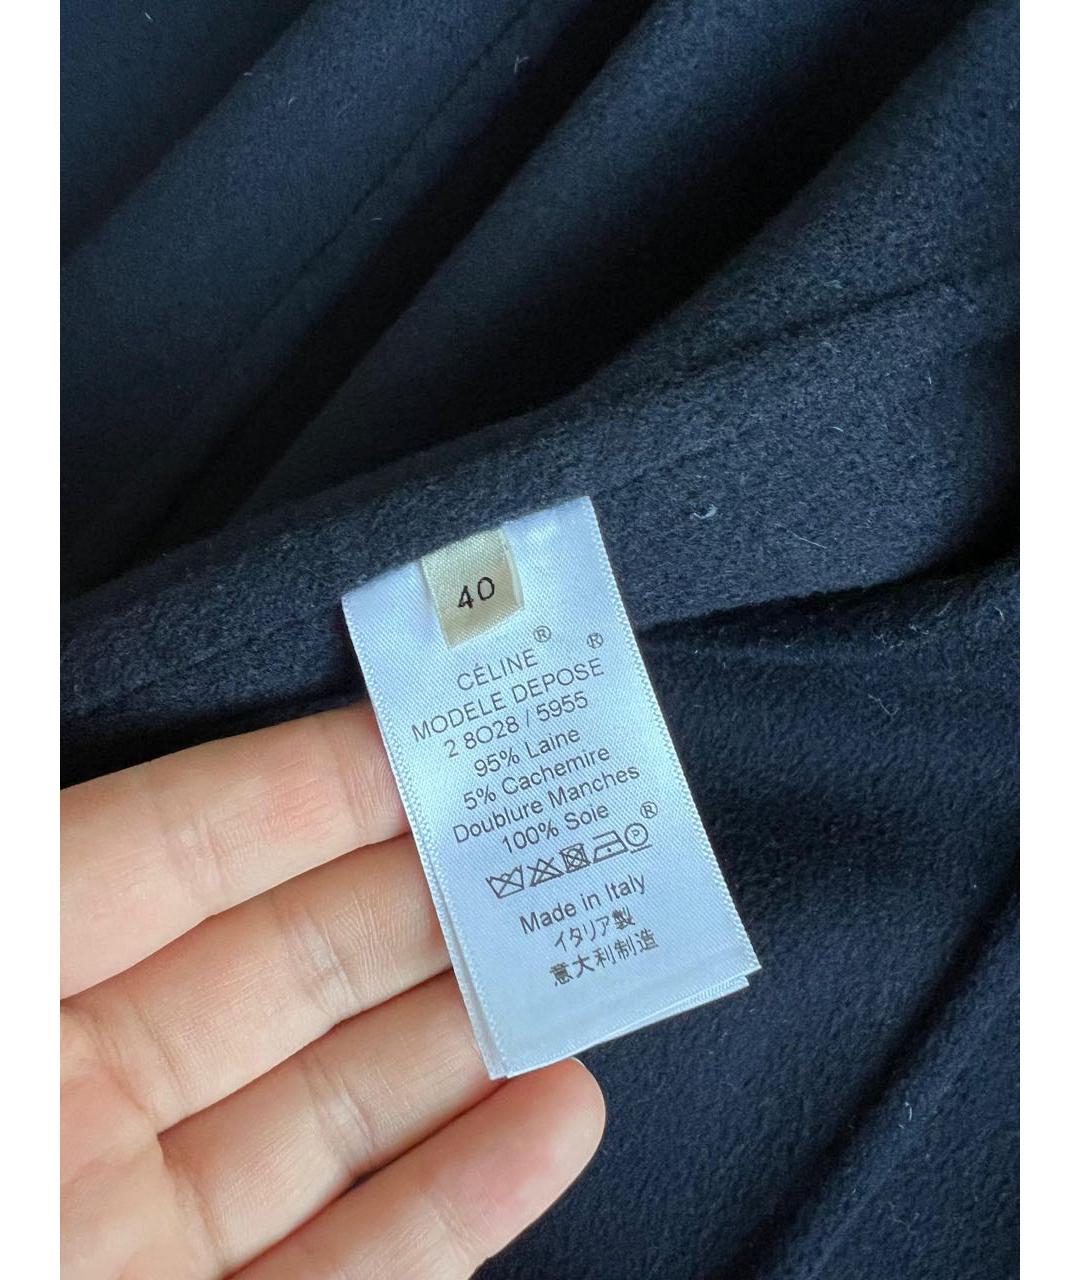 40
CÉLINE®
MODELE DEPOSE®
2 8O28 / 5955
95% Laine
5% Cachemire
Doublure Manches
100% Soie
P ®
Made in Italy
イタリア製
意大利制造